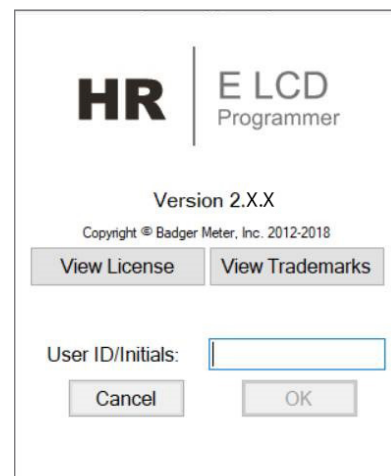 HR
E LCD
Programmer
Version 2.X.X
Copyright © Badger Meter, Inc. 2012-2018
View License View Trademarks
User ID/Initials:
Cancel OK